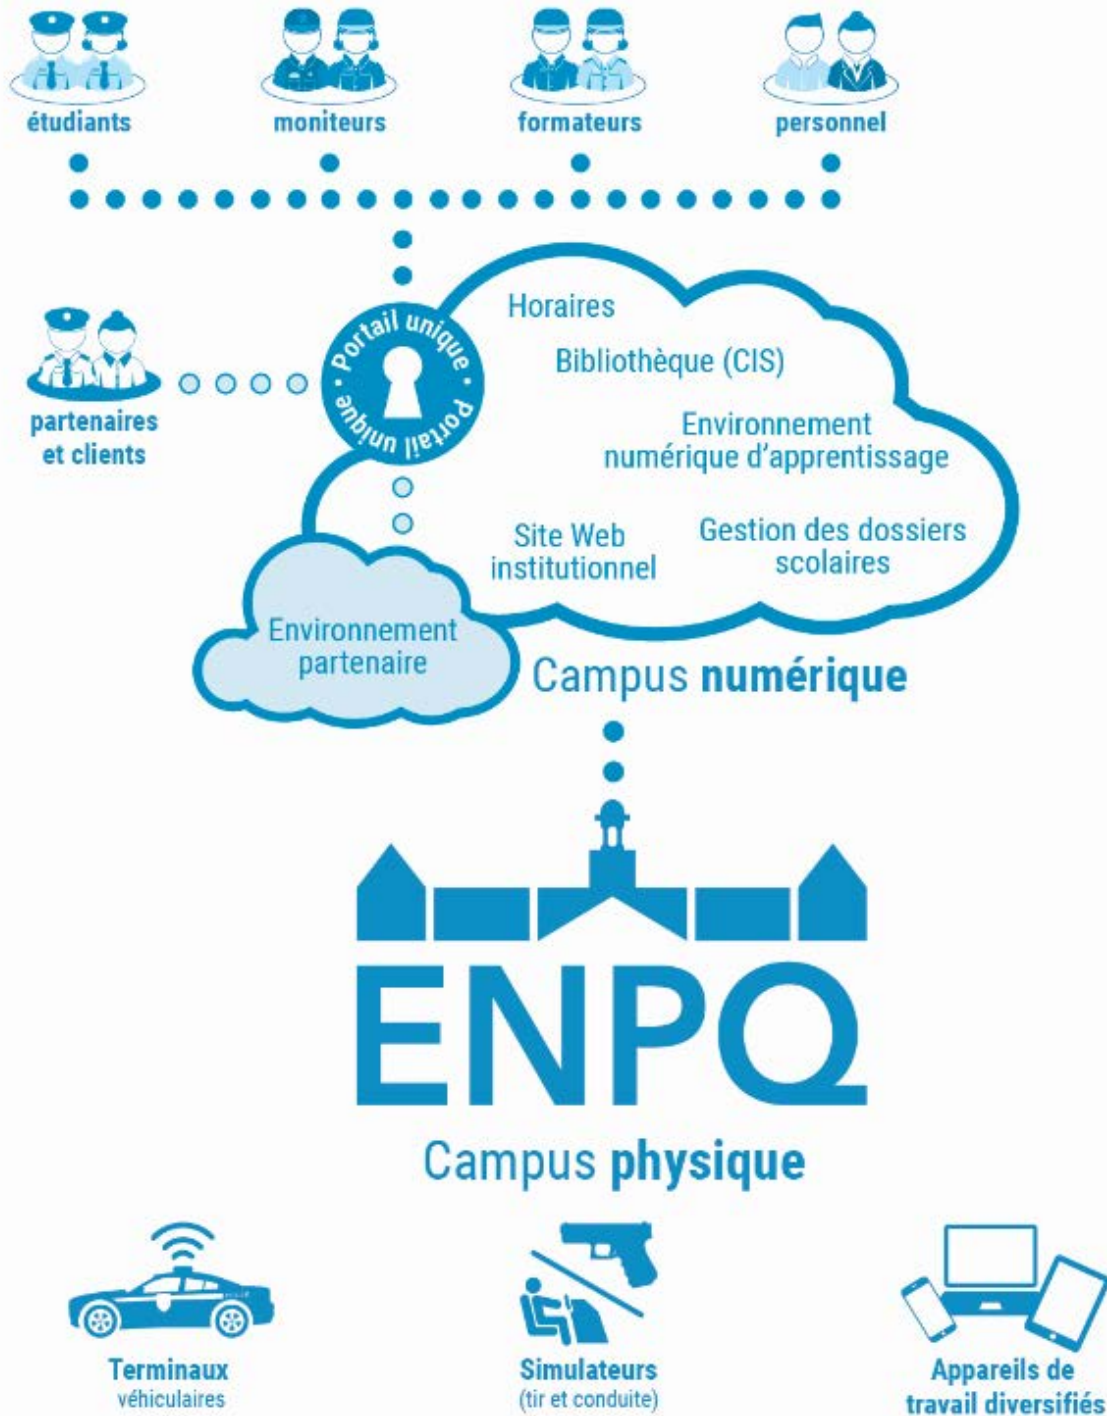 étudiants
moniteurs
formateurs
personnel
Portail unique • Portail unique •
partenaires
et clients
Horaires
Bibliothèque (CIS)
Environnement
numérique d'apprentissage
Site Web
institutionnel
Gestion des dossiers
scolaires
Environnement
partenaire
Campus numérique
ENPQ
Campus physique
Terminaux
véhiculaires
Simulateurs
(tir et conduite)
Appareils de
travail diversifiés